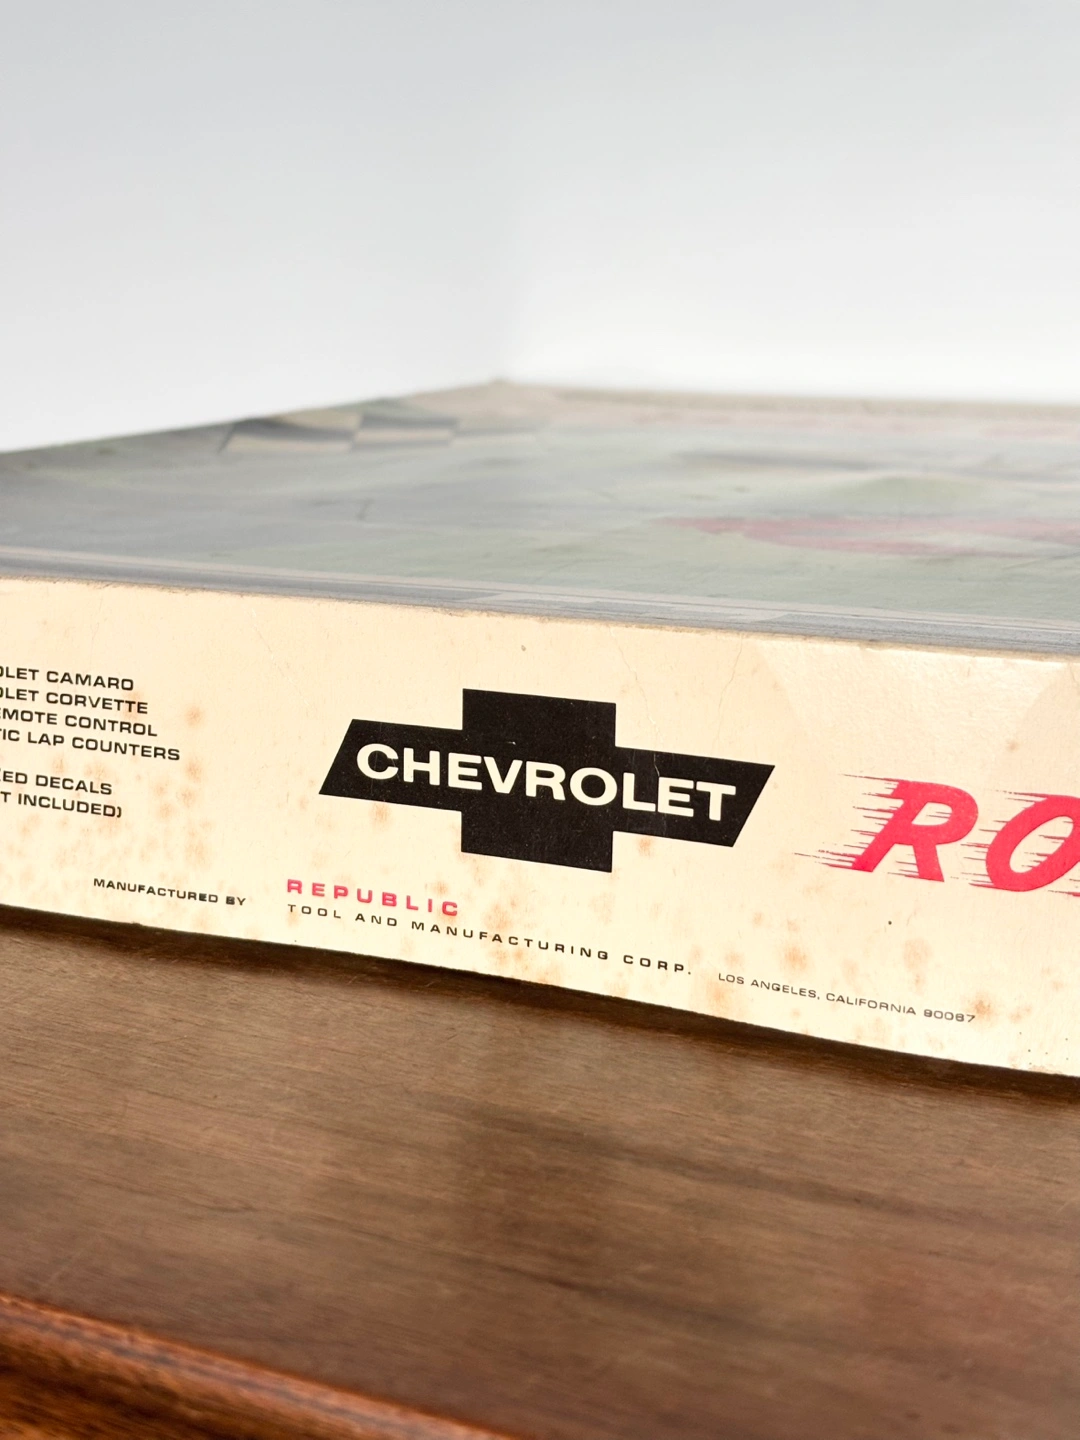 OLET CAMARO
OLET CORVETTE
EMOTE CONTROL
TIC LAP COUNTERS
ZED DECALS
T INCLUDED)
CHEVROLET
RO
MANUFACTURED BY
REPUBLIC
TOOL AND MANUFACTURING CORP.
LOS ANGELES, CALIFORNIA 90067